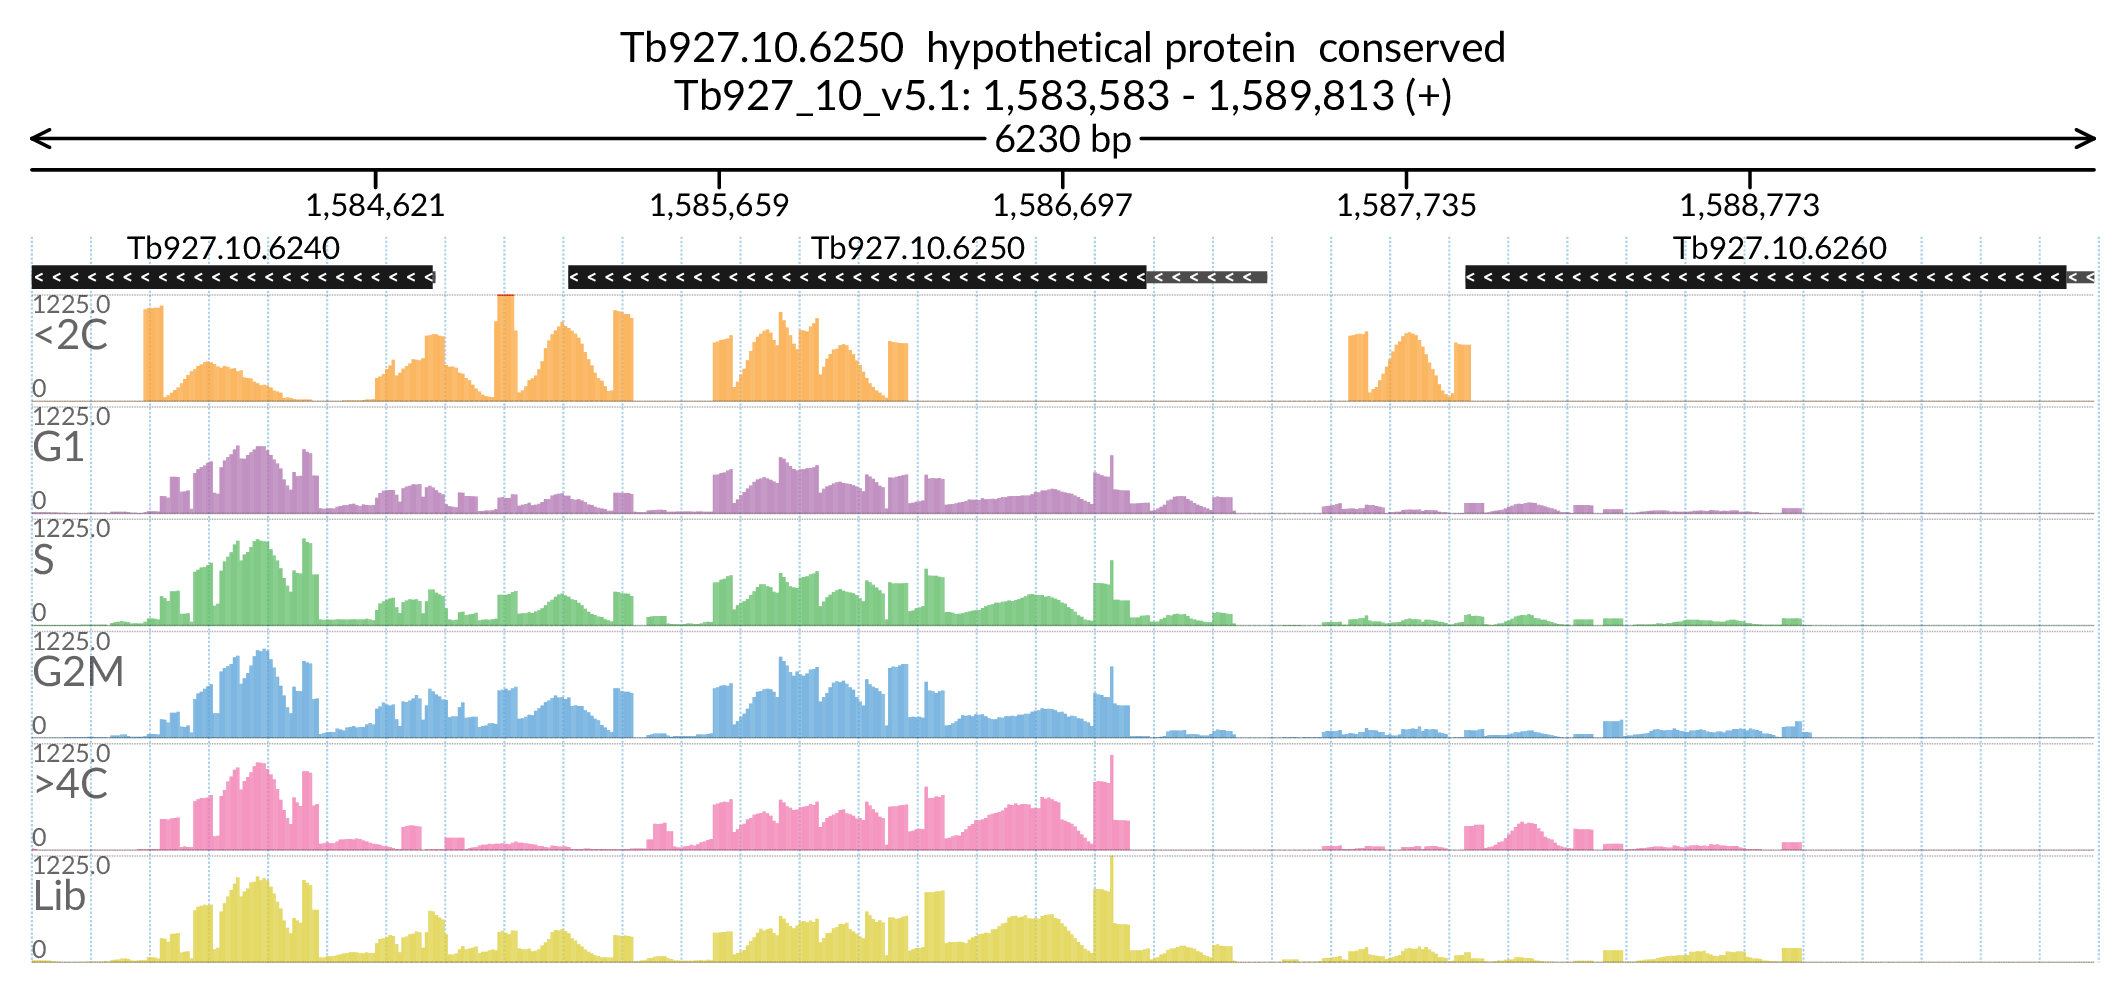 Tb927.10.6250 hypothetical protein conserved
Tb927_10_v5.1: 1,583,583 - 1,589,813 (+)
6230 bp
1,584,621 1,585,659 1,586,697 1,587,735 1,588,773
Tb927.10.6240 Tb927.10.6250 Tb927.10.6260
1225.0
<2C
0
1225.0
G1
0
1225.0
S
0
1225.0
G2M
0
1225.0
>4C
0
1225.0
Lib
0